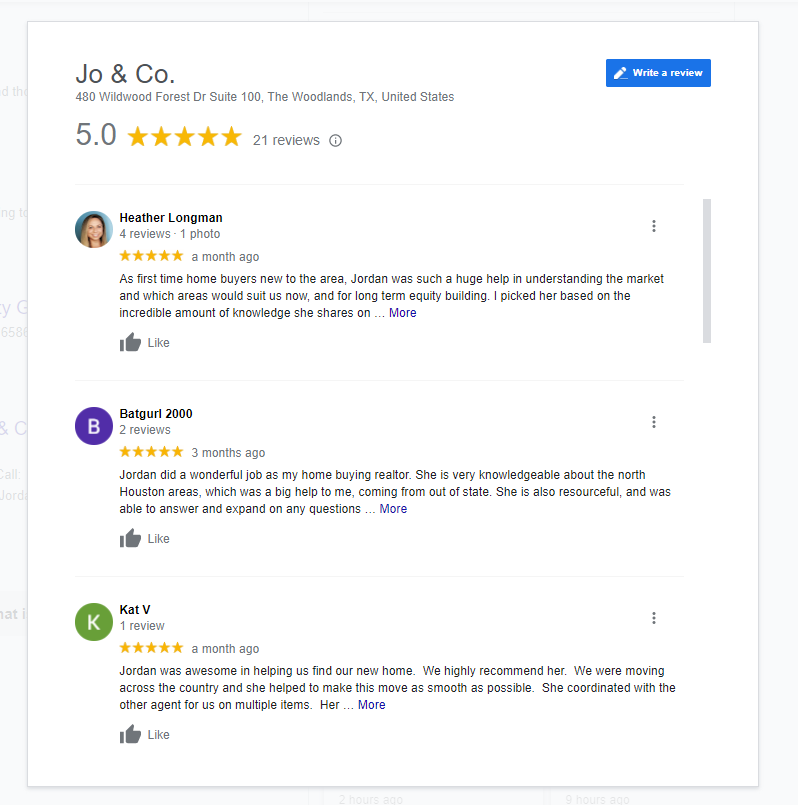 Jo & Co.
Write a review
480 Wildwood Forest Dr Suite 100, The Woodlands, TX, United States
5.0
21 reviews
Heather Longman
4 reviews · 1 photo
a month ago
As first time home buyers new to the area, Jordan was such a huge help in understanding the market
and which areas would suit us now, and for long term equity building. I picked her based on the
incredible amount of knowledge she shares on … More
Like
B
Batgurl 2000
2 reviews
3 months ago
Jordan did a wonderful job as my home buying realtor. She is very knowledgeable about the north
Houston areas, which was a big help to me, coming from out of state. She is also resourceful, and was
able to answer and expand on any questions … More
Like
K
Kat V
1 review
a month ago
Jordan was awesome in helping us find our new home.  We highly recommend her.  We were moving
across the country and she helped to make this move as smooth as possible.  She coordinated with the
other agent for us on multiple items.  Her … More
Like
2 hours ago
9 hours ago